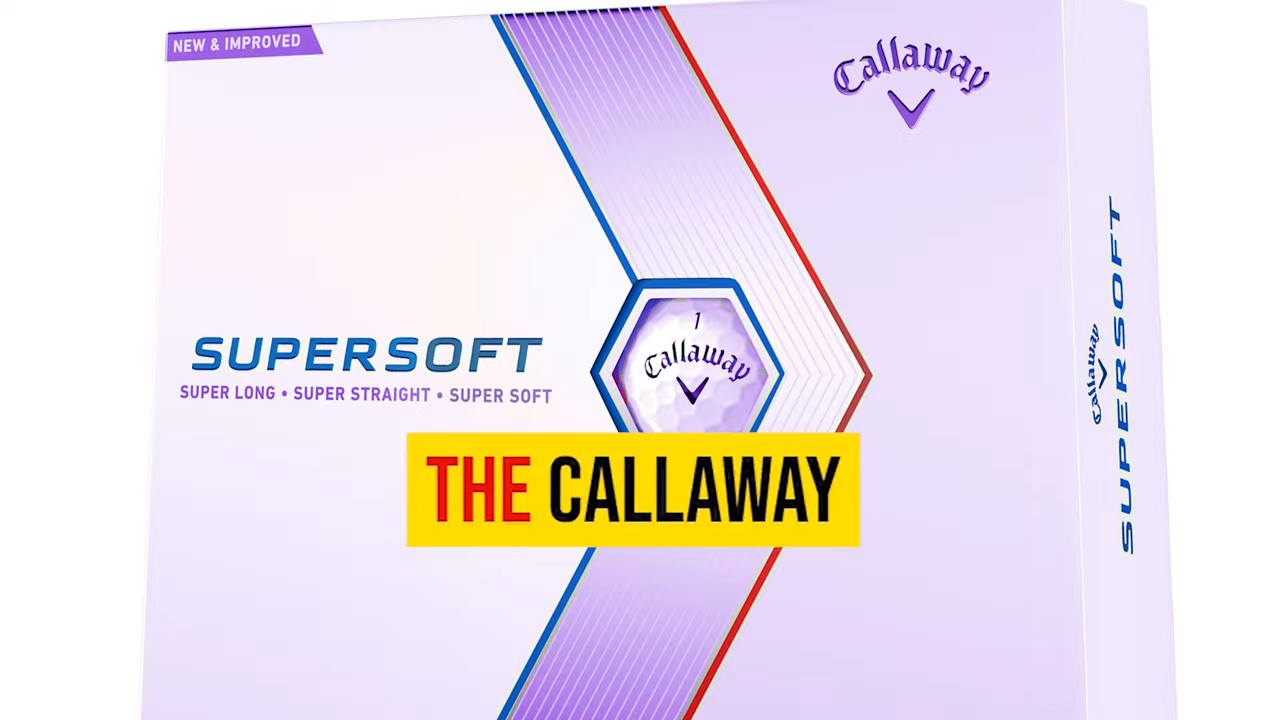 NEW & IMPROVED
Callaway
SUPERSOFT
SUPER LONG • SUPER STRAIGHT • SUPER SOFT
1
Callaway
THE CALLAWAY
Callaway
SUPERSOFT